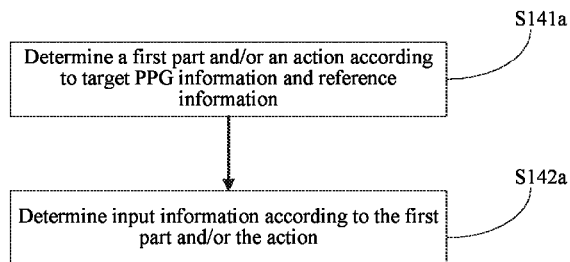 S141a
Determine a first part and/or an action according
to target PPG information and reference
information
S142a
Determine input information according to the first
part and/or the action